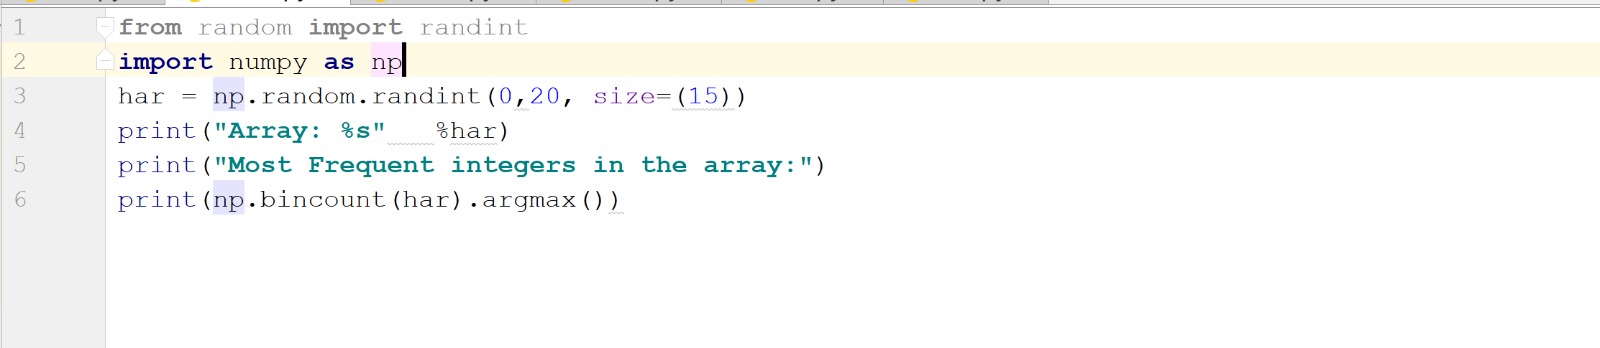 1 from random import randint
2 import numpy as np
3 har = np.random.randint(0,20, size=(15))
4 print("Array: %s"   %har)
5 print("Most Frequent integers in the array:")
6 print(np.bincount(har).argmax())